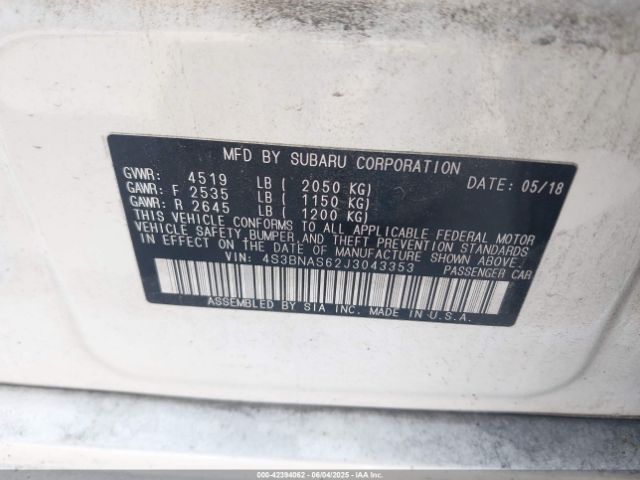 MFD BY SUBARU CORPORATION
GVWR: 4519 LB ( 2050 KG) DATE: 05/18
GAWR: F 2535 LB ( 1150 KG)
GAWR: R 2645 LB ( 1200 KG)
THIS VEHICLE CONFORMS TO ALL APPLICABLE FEDERAL MOTOR
VEHICLE SAFETY, BUMPER, AND THEFT PREVENTION STANDARDS
IN EFFECT ON THE DATE OF MANUFACTURE SHOWN ABOVE.
VIN: 4S3BNAS62J3043353 PASSENGER CAR
ASSEMBLED BY SIA INC. MADE IN U.S.A.
000-42394062 - 06/04/2025 - IAAI.COM